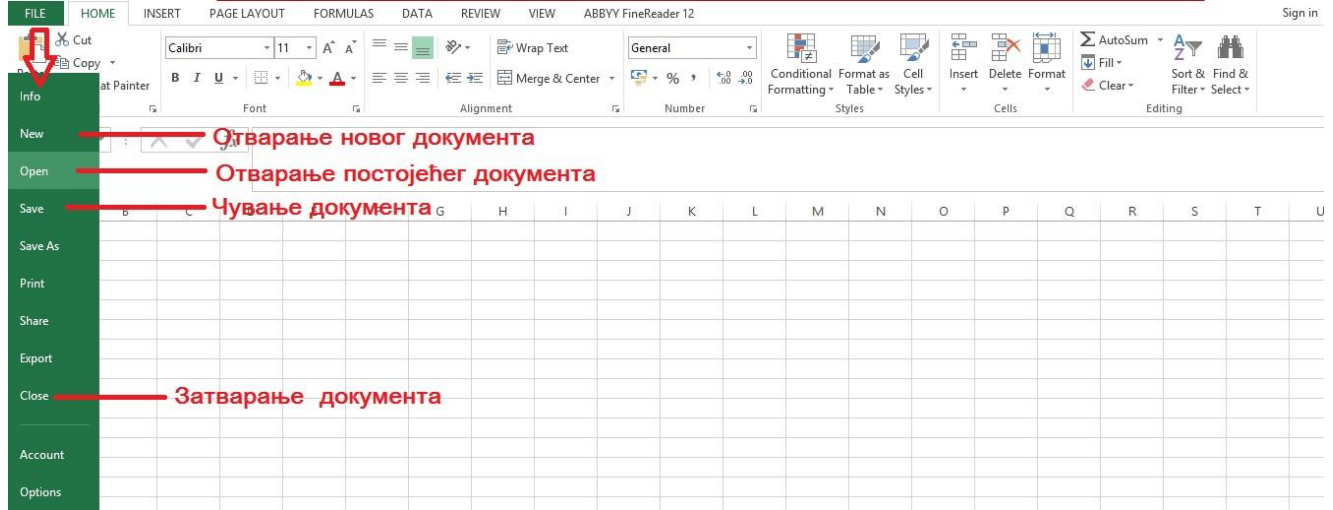 FILE HOME INSERT PAGE LAYOUT FORMULAS DATA REVIEW VIEW ABBYY FineReader 12 Sign in
Cut Calibri 11 A A Wrap Text General Conditional Formatting Format as Table Cell Styles Insert Delete Format AutoSum Sort & Filter Find & Select
Copy B I U A Merge & Center % Fill
at Painter Clear
Font Alignment Number Styles Cells Editing
Info
New Отварање новог документа
Open Отварање постојећег документа
Save Чување документа
B C G H I J K L M N O P Q R S T U
Save As
Print
Share
Export
Close Затварање документа
Account
Options